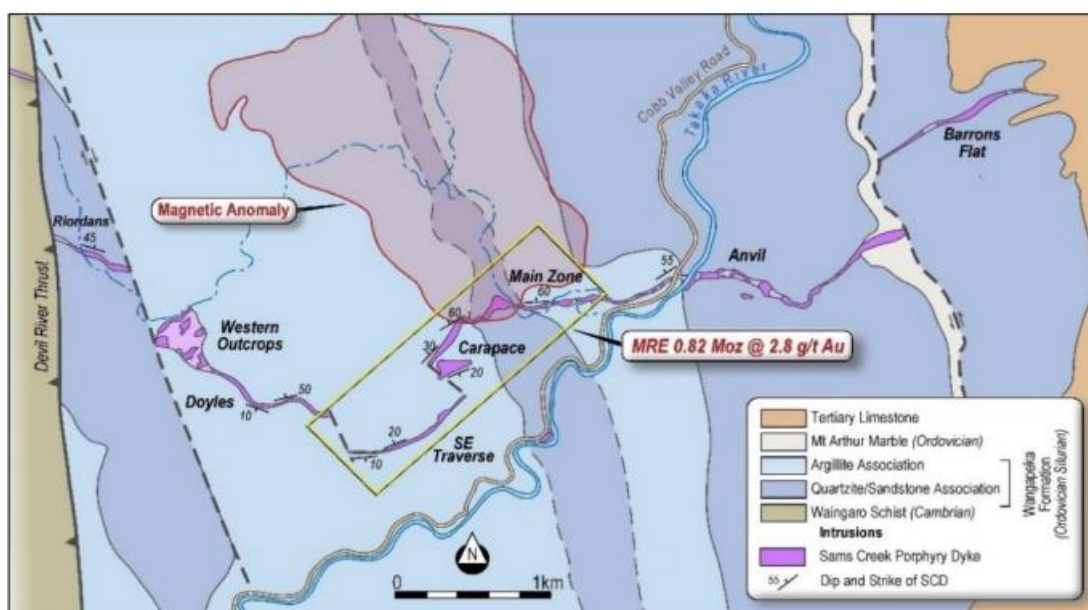 Cobb Valley Road
Takaka River
Barrons
Flat
Magnetic Anomaly
Riordans
45
Devil River Thrust
55
Anvil
Main Zone
60
60
Western
Outcrops
30
Carapace
20
MRE 0.82 Moz @ 2.8 g/t Au
50
Doyles
10
20
10
SE
Traverse
N
0
1km
Tertiary Limestone
Mt Arthur Marble (Ordovician)
Argillite Association
Quartzite/Sandstone Association
Waingaro Schist (Cambrian)
Wangapeka
Formation
(Ordovician Silurian)
Intrusions
Sams Creek Porphyry Dyke
55
Dip and Strike of SCD